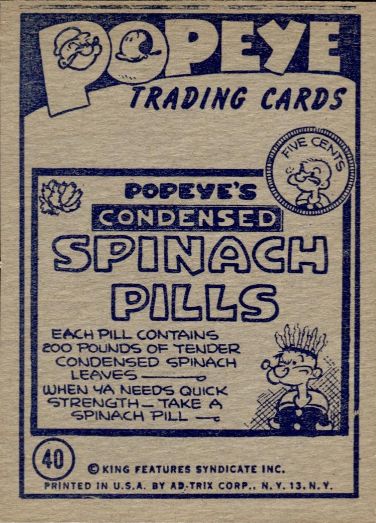 POPEYE
TRADING CARDS
FIVE CENTS
POPEYE'S
CONDENSED
SPINACH
PILLS
EACH PILL CONTAINS
200 POUNDS OF TENDER
CONDENSED SPINACH
LEAVES
WHEN YA NEEDS QUICK
STRENGTH — TAKE A
SPINACH PILL —
40
© KING FEATURES SYNDICATE INC.
PRINTED IN U.S.A. BY AD-TRIX CORP., N.Y. 13. N.Y.